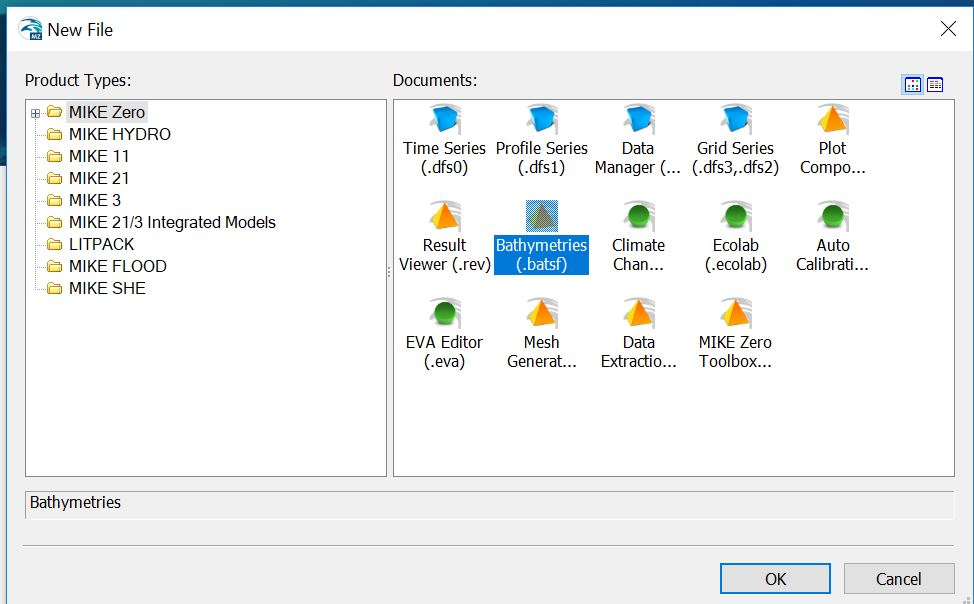 New File
Product Types:
MIKE Zero
MIKE HYDRO
MIKE 11
MIKE 21
MIKE 3
MIKE 21/3 Integrated Models
LITPACK
MIKE FLOOD
MIKE SHE
Documents:
Time Series
(.dfs0)
Profile Series
(.dfs1)
Data
Manager (...
Grid Series
(.dfs3,.dfs2)
Plot
Compo...
Result
Viewer (.rev)
Bathymetries
(.batsf)
Climate
Chan...
Ecolab
(.ecolab)
Auto
Calibrati...
EVA Editor
(.eva)
Mesh
Generat...
Data
Extractio...
MIKE Zero
Toolbox...
Bathymetries
OK
Cancel